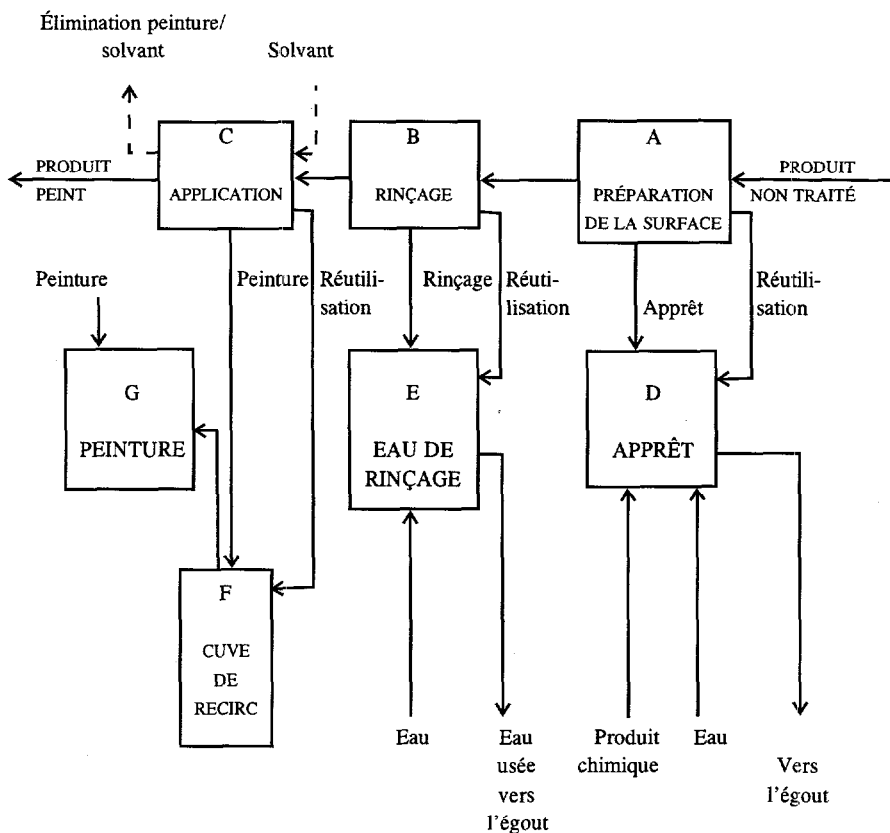 Élimination peinture/
solvant
Solvant
C
APPLICATION
B
RINÇAGE
A
PRÉPARATION
DE LA SURFACE
PRODUIT
PEINT
PRODUIT
NON TRAITÉ
Peinture
Peinture
Réutili-
sation
Rinçage
Réuti-
lisation
Apprêt
Réutili-
sation
G
PEINTURE
E
EAU DE
RINÇAGE
D
APPRÊT
F
CUVE
DE
RECIRC
Eau
Eau
usée
vers
l'égout
Produit
chimique
Eau
Vers
l'égout